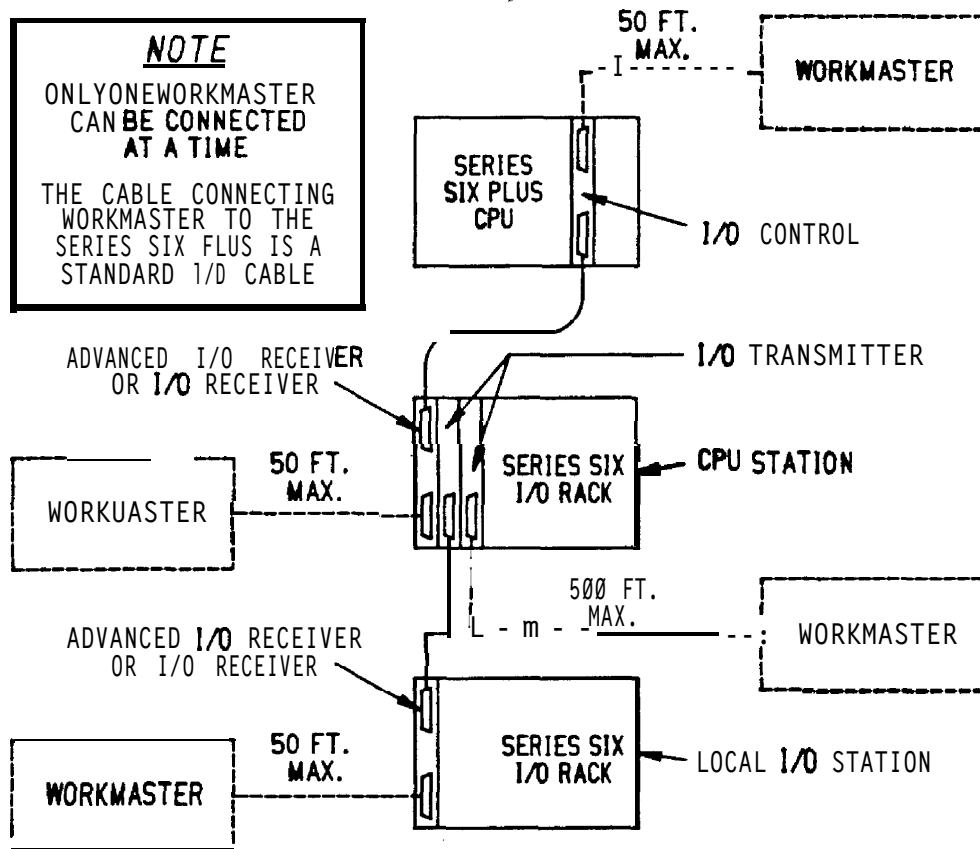 NOTE
ONLYONEWORKMASTER
CAN BE CONNECTED
AT A TIME
THE CABLE CONNECTING
WORKMASTER TO THE
SERIES SIX FLUS IS A
STANDARD 1/D CABLE
50 FT.
MAX.
WORKMASTER
SERIES
SIX PLUS
CPU
I/O CONTROL
ADVANCED I/O RECEIVER
OR I/O RECEIVER
I/O TRANSMITTER
50 FT.
MAX.
WORKUASTER
SERIES SIX
I/O RACK
CPU STATION
500 FT.
MAX.
WORKMASTER
ADVANCED I/O RECEIVER
OR I/O RECEIVER
50 FT.
MAX.
WORKMASTER
SERIES SIX
I/O RACK
LOCAL I/O STATION